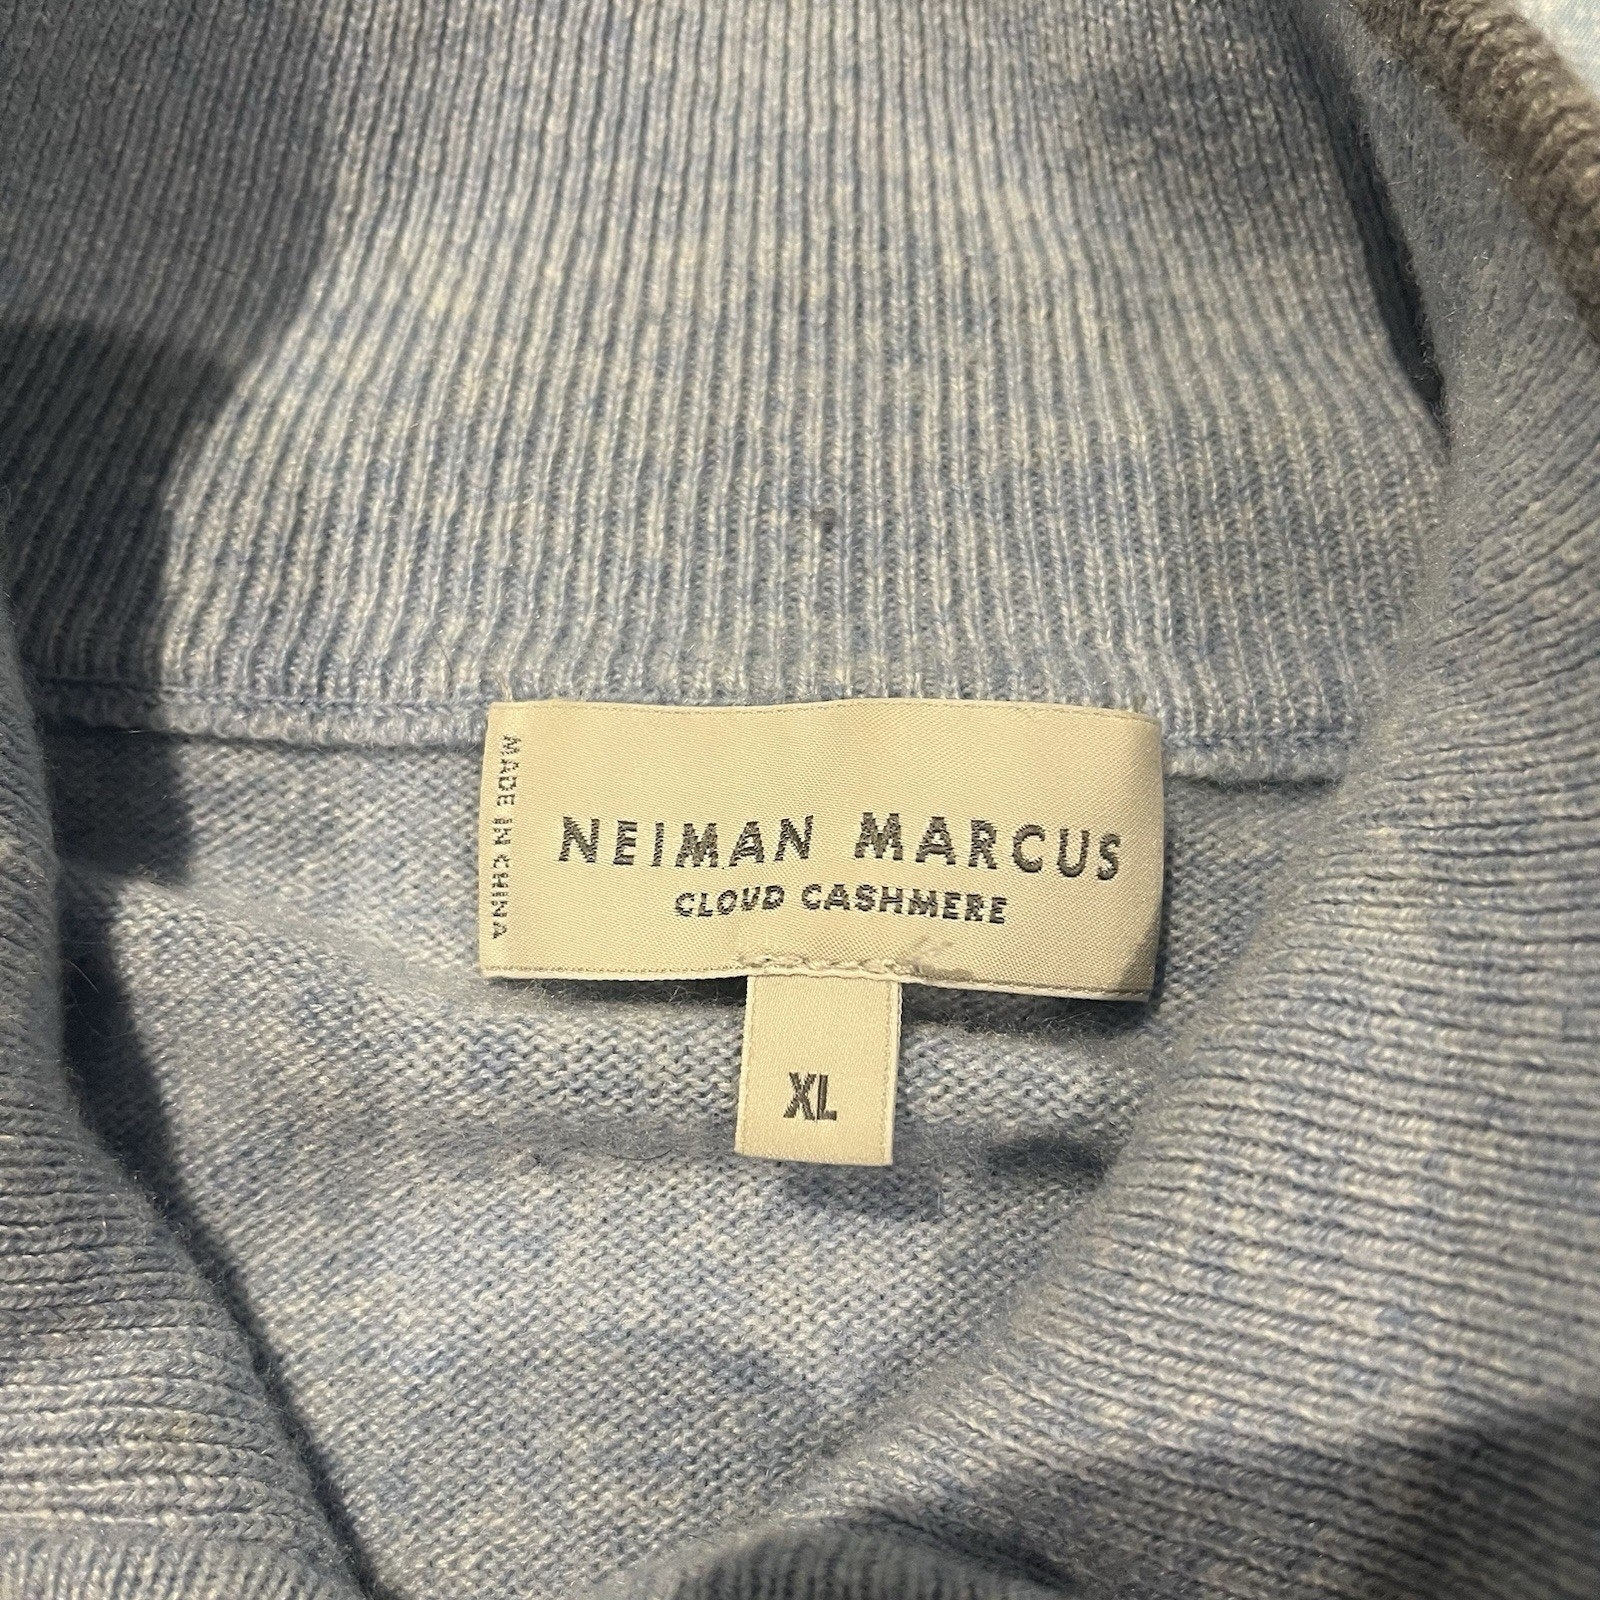 MADE IN CHINA
NEIMAN MARCUS
CLOUD CASHMERE
XL